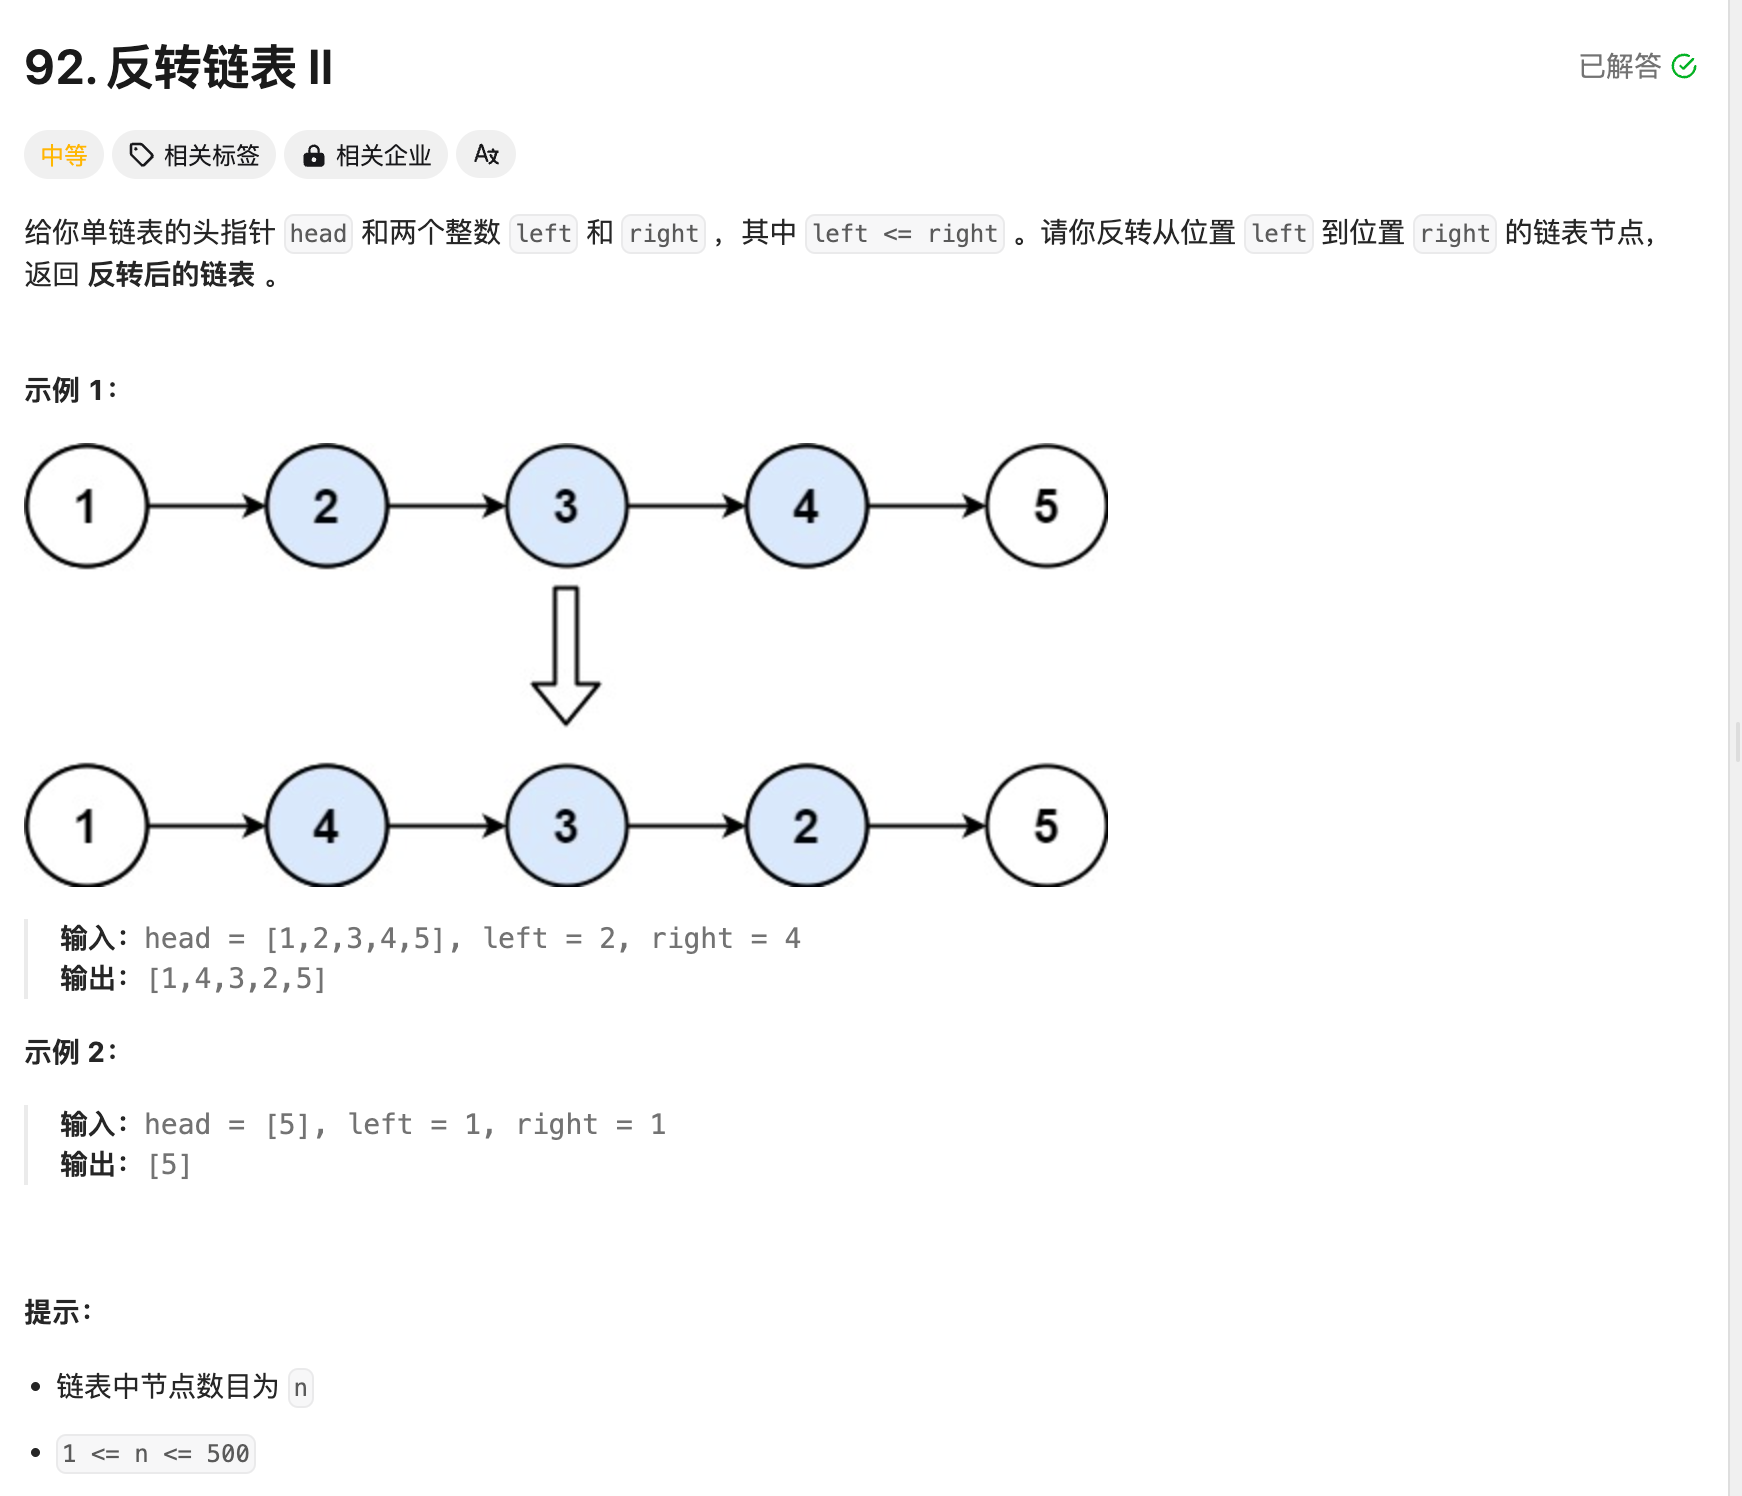 92. 反转链表 II
已解答
中等
相关标签
相关企业
给你单链表的头指针 head 和两个整数 left 和 right ，其中 left <= right 。请你反转从位置 left 到位置 right 的链表节点，
返回 反转后的链表 。
示例 1：
1 2 3 4 5
1 4 3 2 5
输入：head = [1,2,3,4,5], left = 2, right = 4
输出：[1,4,3,2,5]
示例 2：
输入：head = [5], left = 1, right = 1
输出：[5]
提示：
• 链表中节点数目为 n
• 1 <= n <= 500